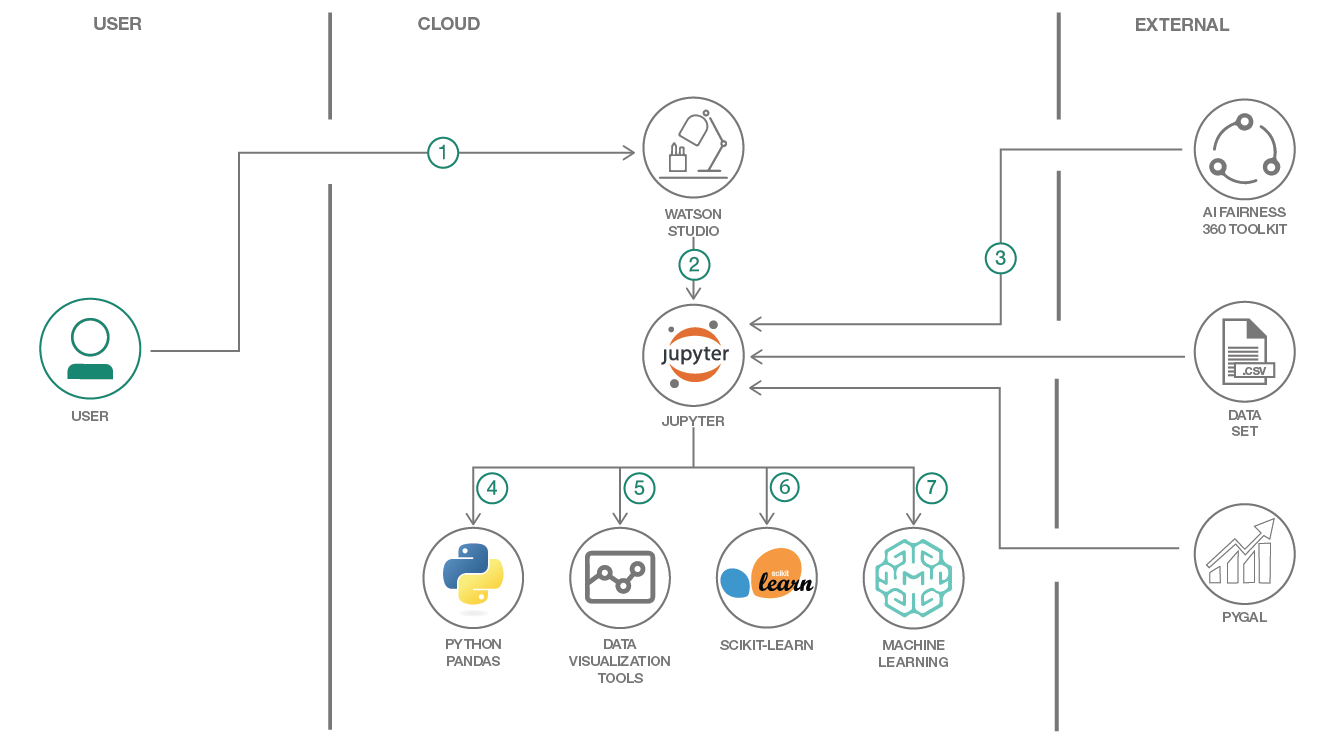 USER
CLOUD
EXTERNAL
1
WATSON
STUDIO
AI FAIRNESS
360 TOOLKIT
2
3
jupyter
JUPYTER
.CSV
DATA
SET
USER
4
5
6
7
scikit
learn
PYTHON
PANDAS
DATA
VISUALIZATION
TOOLS
SCIKIT-LEARN
MACHINE
LEARNING
PYGAL